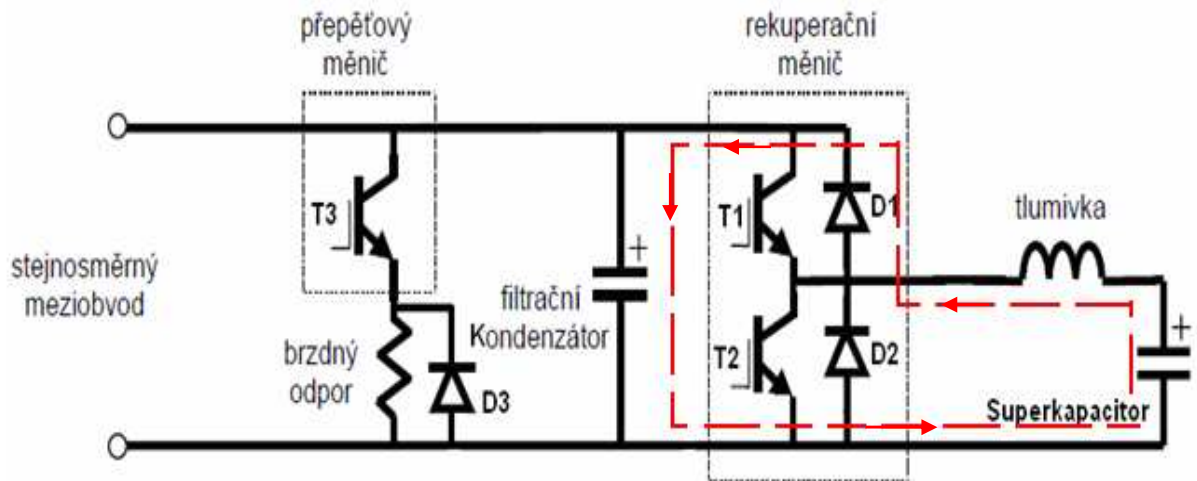 přepěťový
měnič
rekuperační
měnič
T3
T1
D1
tlumivka
stejnosměrný
meziobvod
filtrační
Kondenzátor
+
+
brzdný
odpor
D3
T2
D2
Superkapacitor